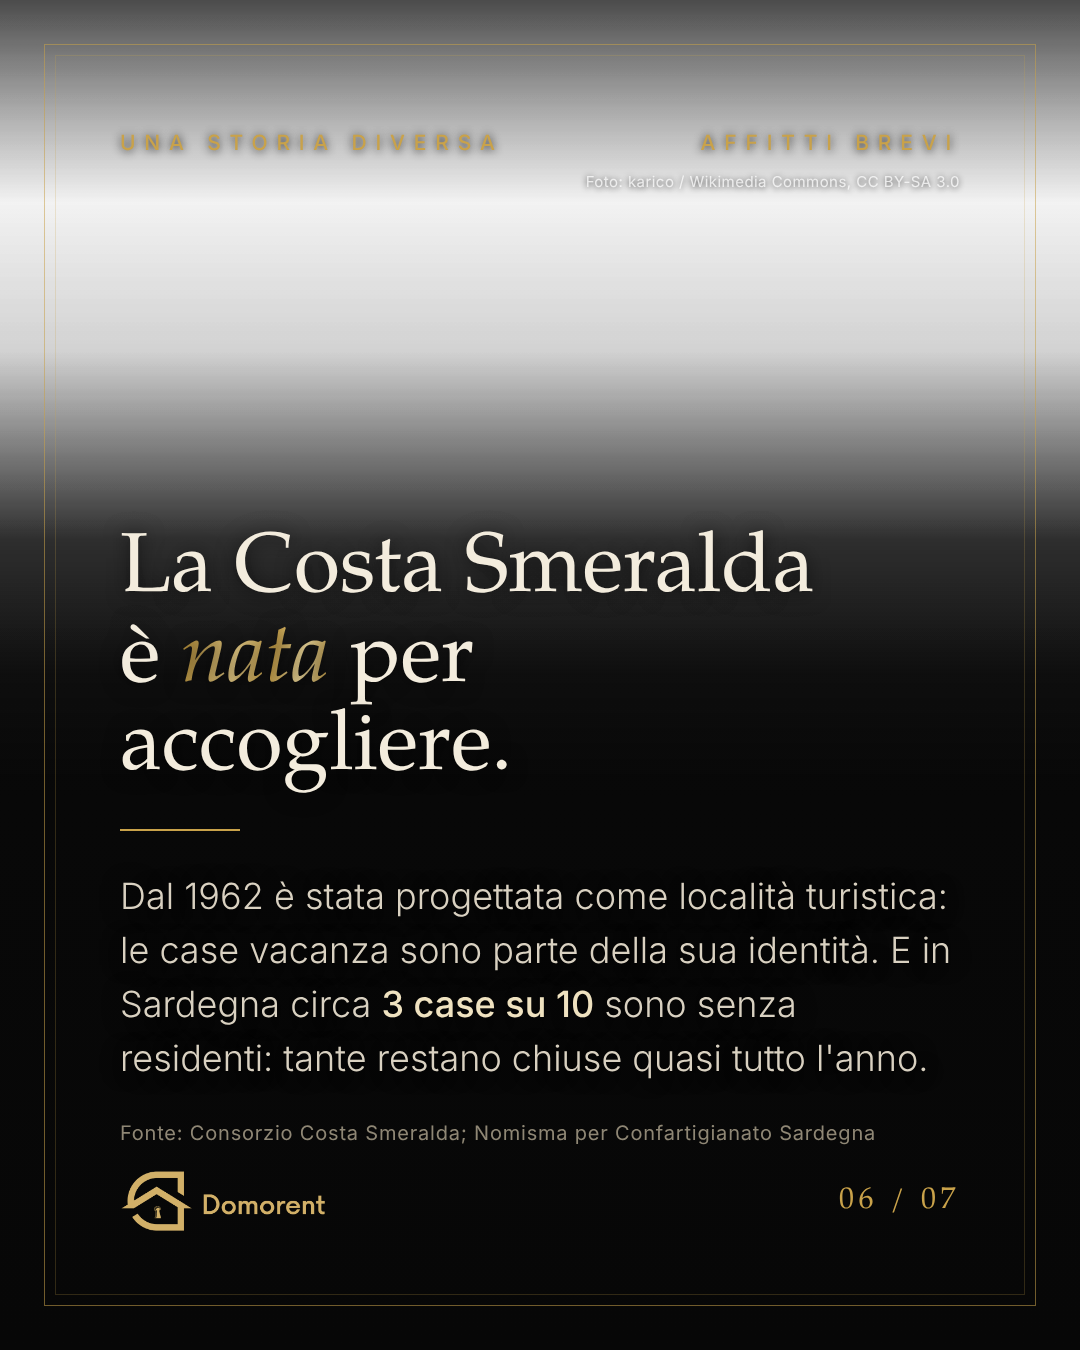 UNA STORIA DIVERSA
AFFITTI BREVI
Foto: karico / Wikimedia Commons, CC BY-SA 3.0
La Costa Smeralda
è nata per
accogliere.
Dal 1962 è stata progettata come località turistica:
le case vacanza sono parte della sua identità. E in
Sardegna circa 3 case su 10 sono senza
residenti: tante restano chiuse quasi tutto l'anno.
Fonte: Consorzio Costa Smeralda; Nomisma per Confartigianato Sardegna
Domorent
06 / 07